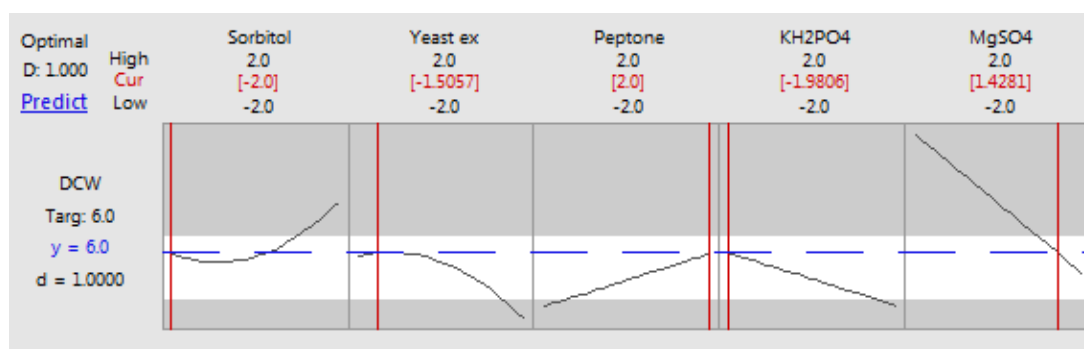 Optimal
D: 1.000
Predict
High
Cur
Low
Sorbitol
2.0
[-2.0]
-2.0
Yeast ex
2.0
[-1.5057]
-2.0
Peptone
2.0
[2.0]
-2.0
KH2PO4
2.0
[-1.9806]
-2.0
MgSO4
2.0
[1.4281]
-2.0
DCW
Targ: 6.0
y = 6.0
d = 1.0000